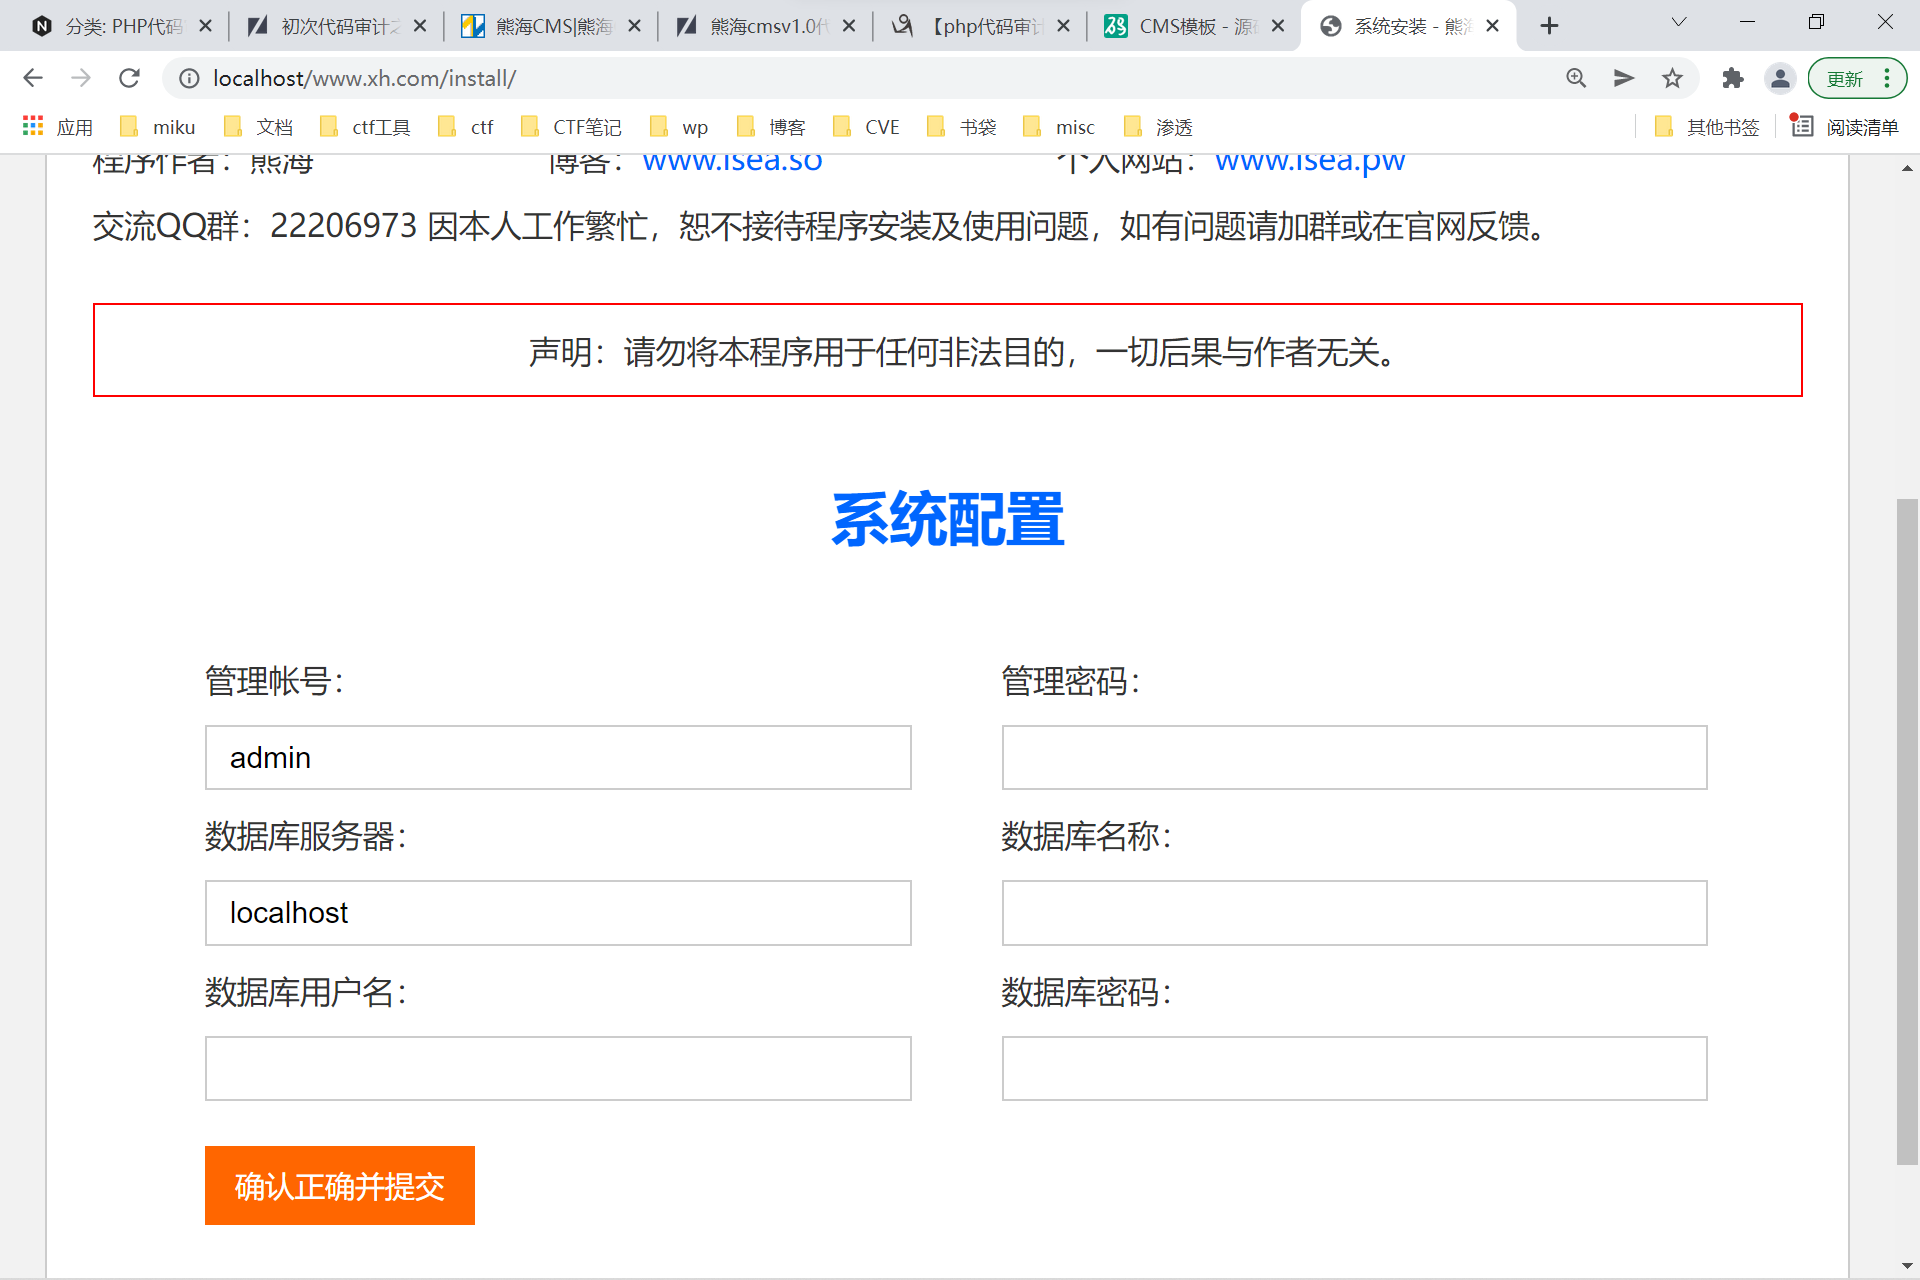 分类: PHP代码
初次代码审计之
熊海CMS|熊海
熊海cmsv1.0代
【php代码审计
CMS模板 - 源
系统安装 - 熊海
localhost/www.xh.com/install/
更新
应用 miku 文档 ctf工具 ctf CTF笔记 wp 博客 CVE 书袋 misc 渗透 其他书签 阅读清单
程序作者：熊海 博客：www.isea.so 个人网站：www.isea.pw
交流QQ群：22206973 因本人工作繁忙，恕不接待程序安装及使用问题，如有问题请加群或在官网反馈。
声明：请勿将本程序用于任何非法目的，一切后果与作者无关。
系统配置
管理帐号： 管理密码：
admin
数据库服务器： 数据库名称：
localhost
数据库用户名： 数据库密码：
确认正确并提交